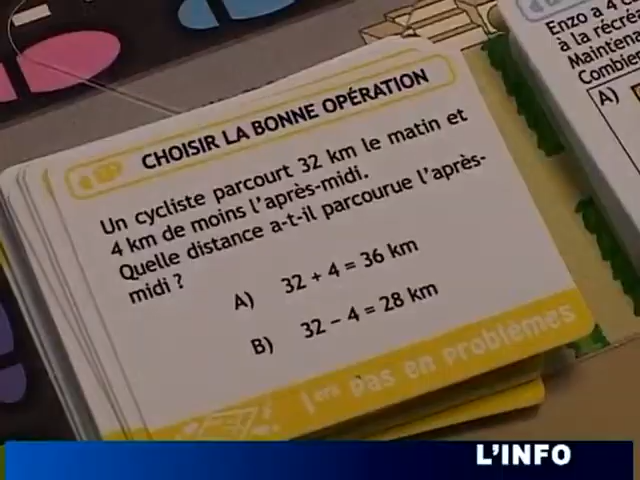 CHOISIR LA BONNE OPÉRATION
Un cycliste parcourt 32 km le matin et
4 km de moins l'après-midi.
Quelle distance a-t-il parcourue l'après-
midi ?
A) 32 + 4 = 36 km
B) 32 – 4 = 28 km
1ers pas en problèmes
Enzo a 4
à la récré
Maintena
Combie
A)
L'INFO